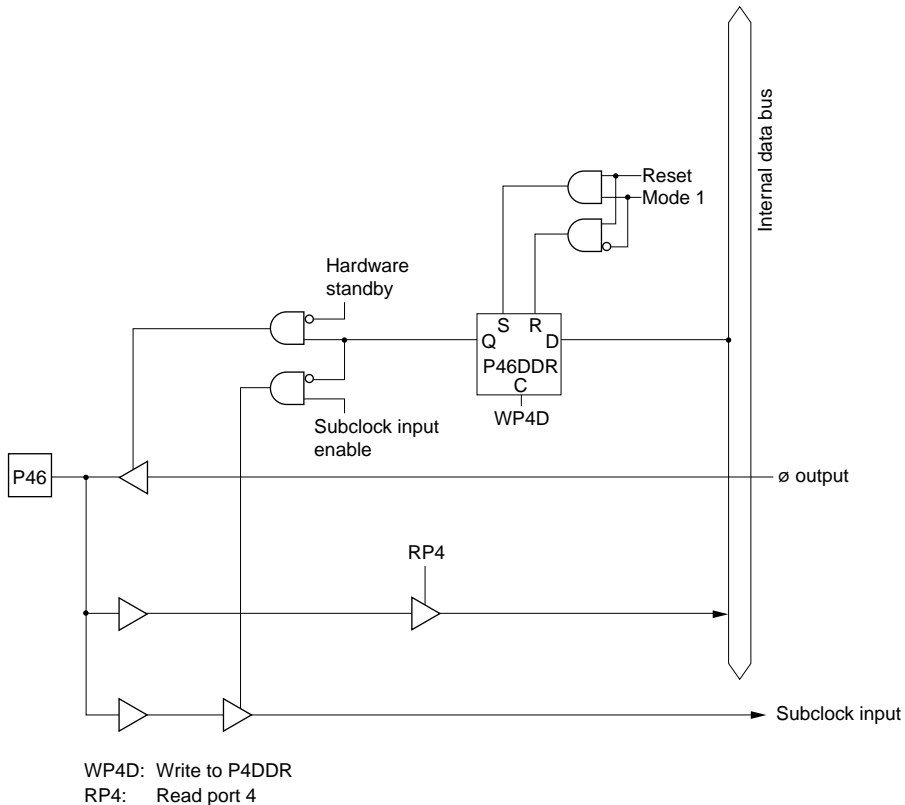 Internal data bus
Reset
Mode 1
Hardware
standby
S R
Q D
P46DDR
C
WP4D
Subclock input
enable
P46
ø output
RP4
Subclock input
WP4D: Write to P4DDR
RP4: Read port 4